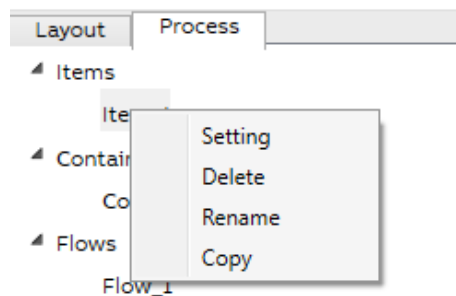 Layout Process
Items
Setting
Delete
Flows
Rename
Copy
Flow_1